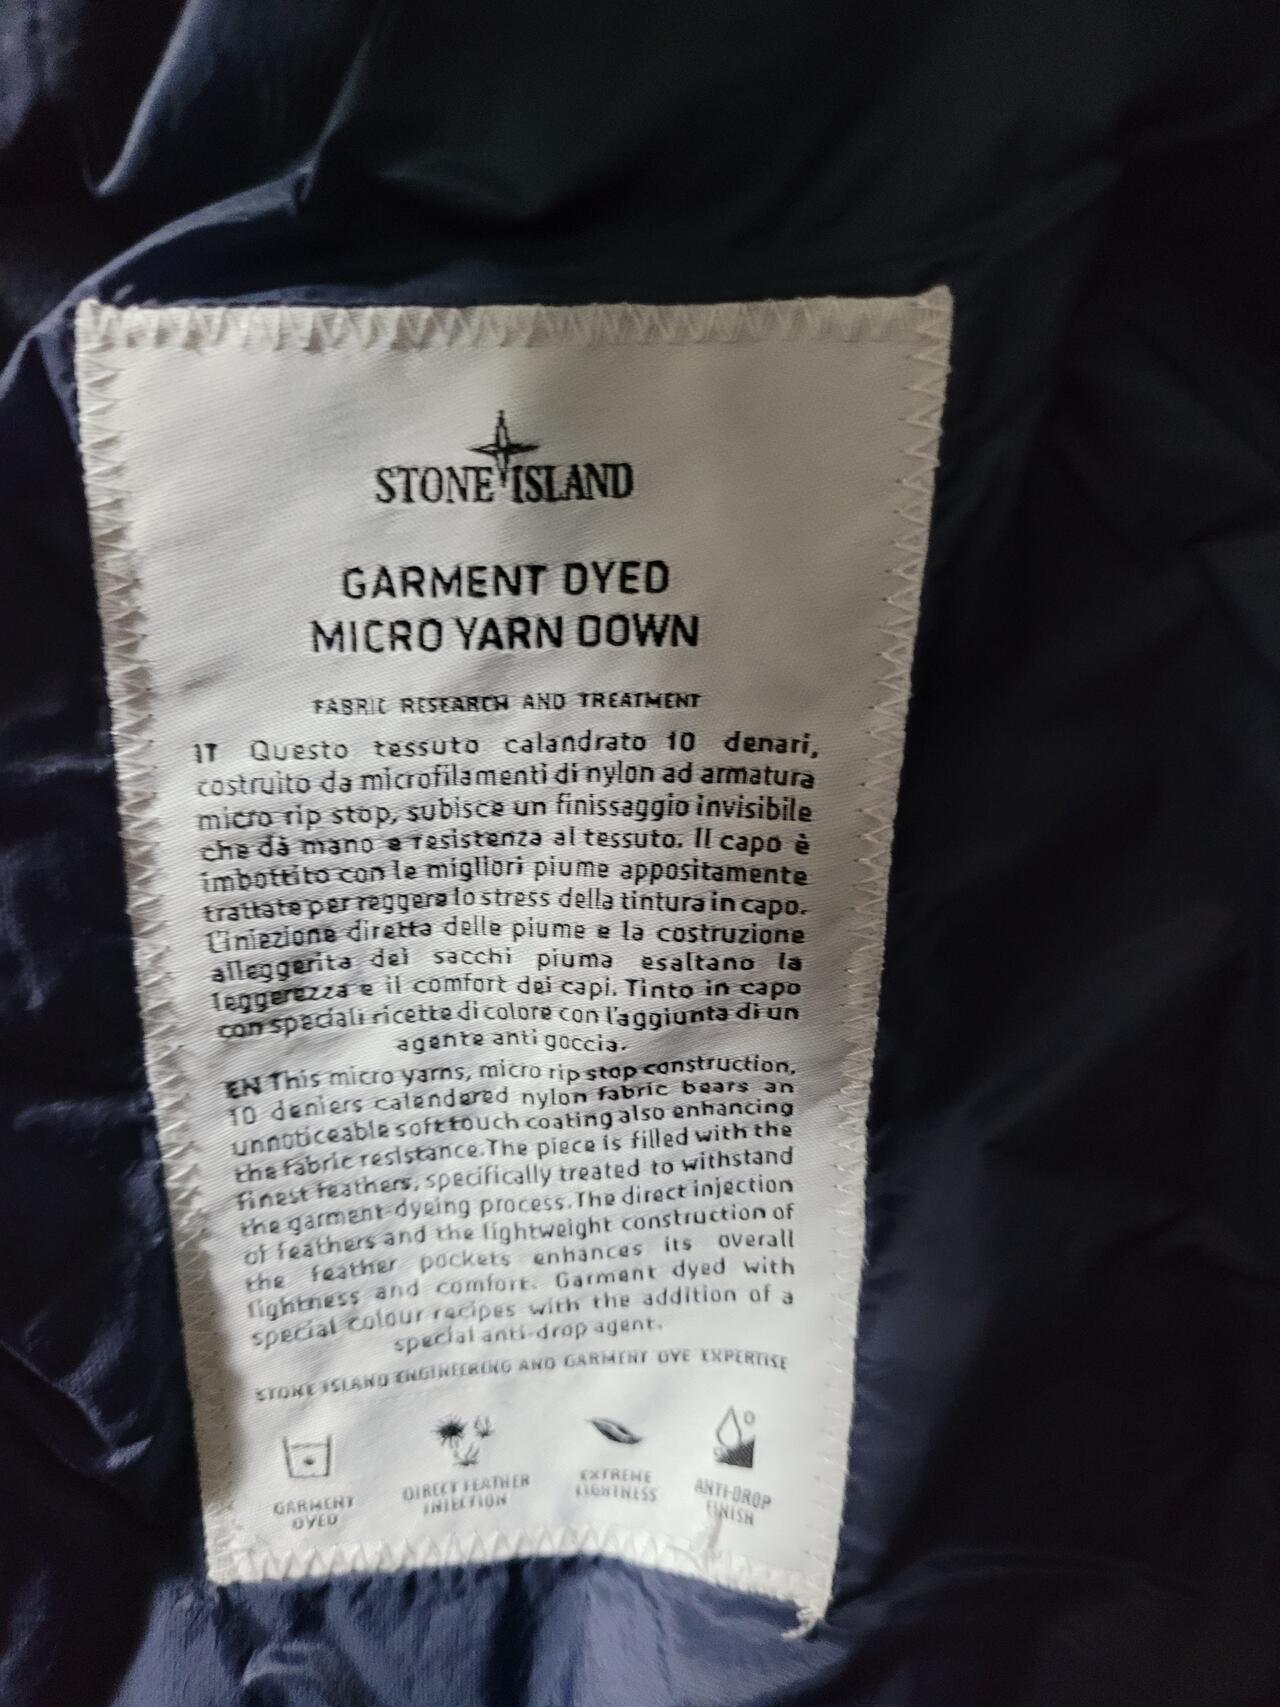 STONE ISLAND
GARMENT DYED
MICRO YARN DOWN
FABRIC RESEARCH AND TREATMENT
IT Questo tessuto calandrato 10 denari,
costruito da microfilamenti di nylon ad armatura
micro rip stop, subisce un finissaggio invisibile
che dà mano e resistenza al tessuto. Il capo è
imbottito con le migliori piume appositamente
trattate per reggere lo stress della tintura in capo.
L'iniezione diretta delle piume e la costruzione
alleggerita dei sacchi piuma esaltano la
leggerezza e il comfort dei capi. Tinto in capo
con speciali ricette di colore con l'aggiunta di un
agente anti goccia.
EN This micro yarns, micro rip stop construction,
10 deniers calendered nylon fabric bears an
unnoticeable soft touch coating also enhancing
the fabric resistance.The piece is filled with the
finest feathers, specifically treated to withstand
the garment-dyeing process.The direct injection
of feathers and the lightweight construction of
the feather pockets enhances its overall
lightness and comfort. Garment dyed with
special colour recipes with the addition of a
special anti-drop agent.
STONE ISLAND ENGINEERING AND GARMENT DYE EXPERTISE
GARMENT
DYED
DIRECT FEATHER
INJECTION
EXTREME
LIGHTNESS
ANTI-DROP
FINISH